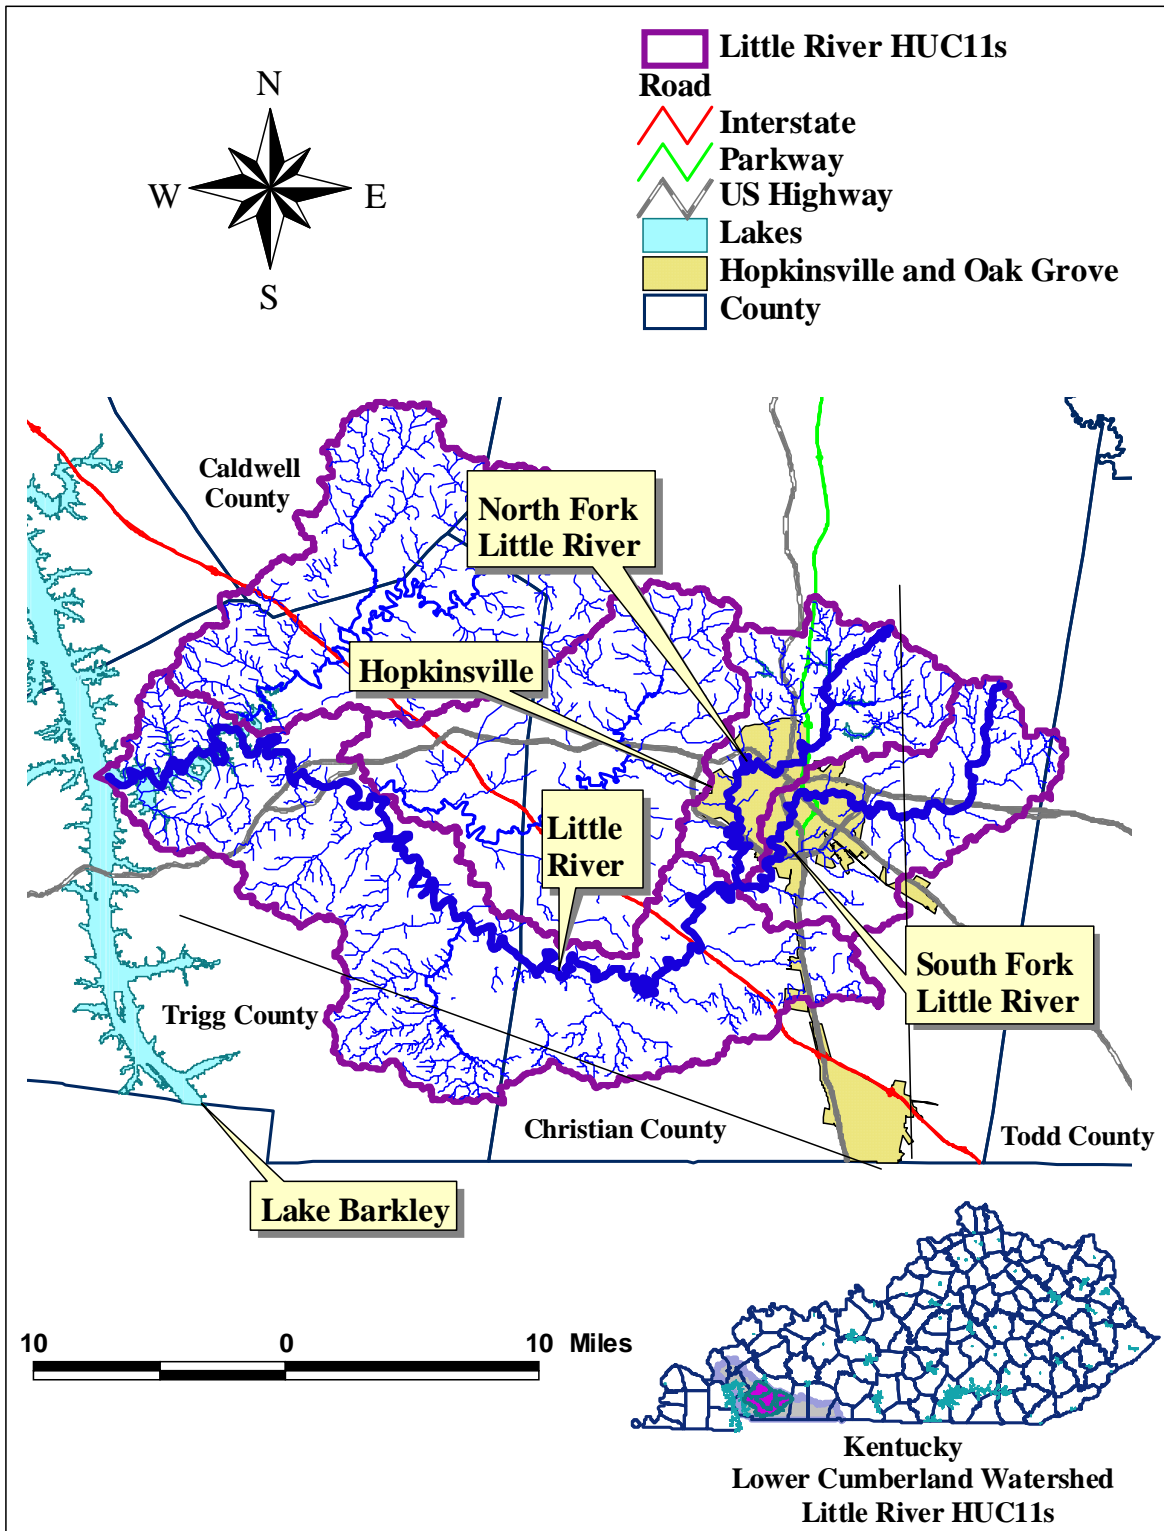 N
W
E
S
Little River HUC11s
Road
Interstate
Parkway
US Highway
Lakes
Hopkinsville and Oak Grove
County
Caldwell
County
North Fork
Little River
Hopkinsville
Little
River
South Fork
Little River
Trigg County
Christian County
Todd County
Lake Barkley
10 0 10 Miles
Kentucky
Lower Cumberland Watershed
Little River HUC11s